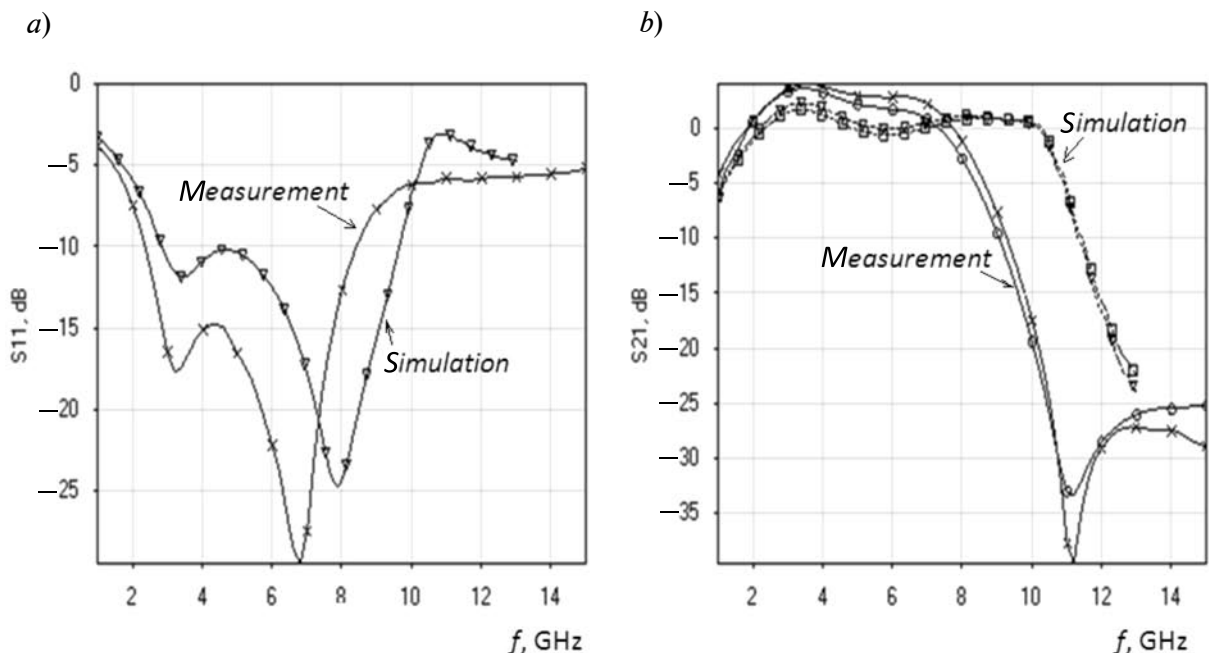 a)
0
—5
—10
—15
—20
—25
S11, dB
Measurement
Simulation
2 4 6 8 10 12 14
f, GHz
b)
0
—5
—10
—15
—20
—25
—30
—35
S21, dB
Simulation
Measurement
2 4 6 8 10 12 14
f, GHz